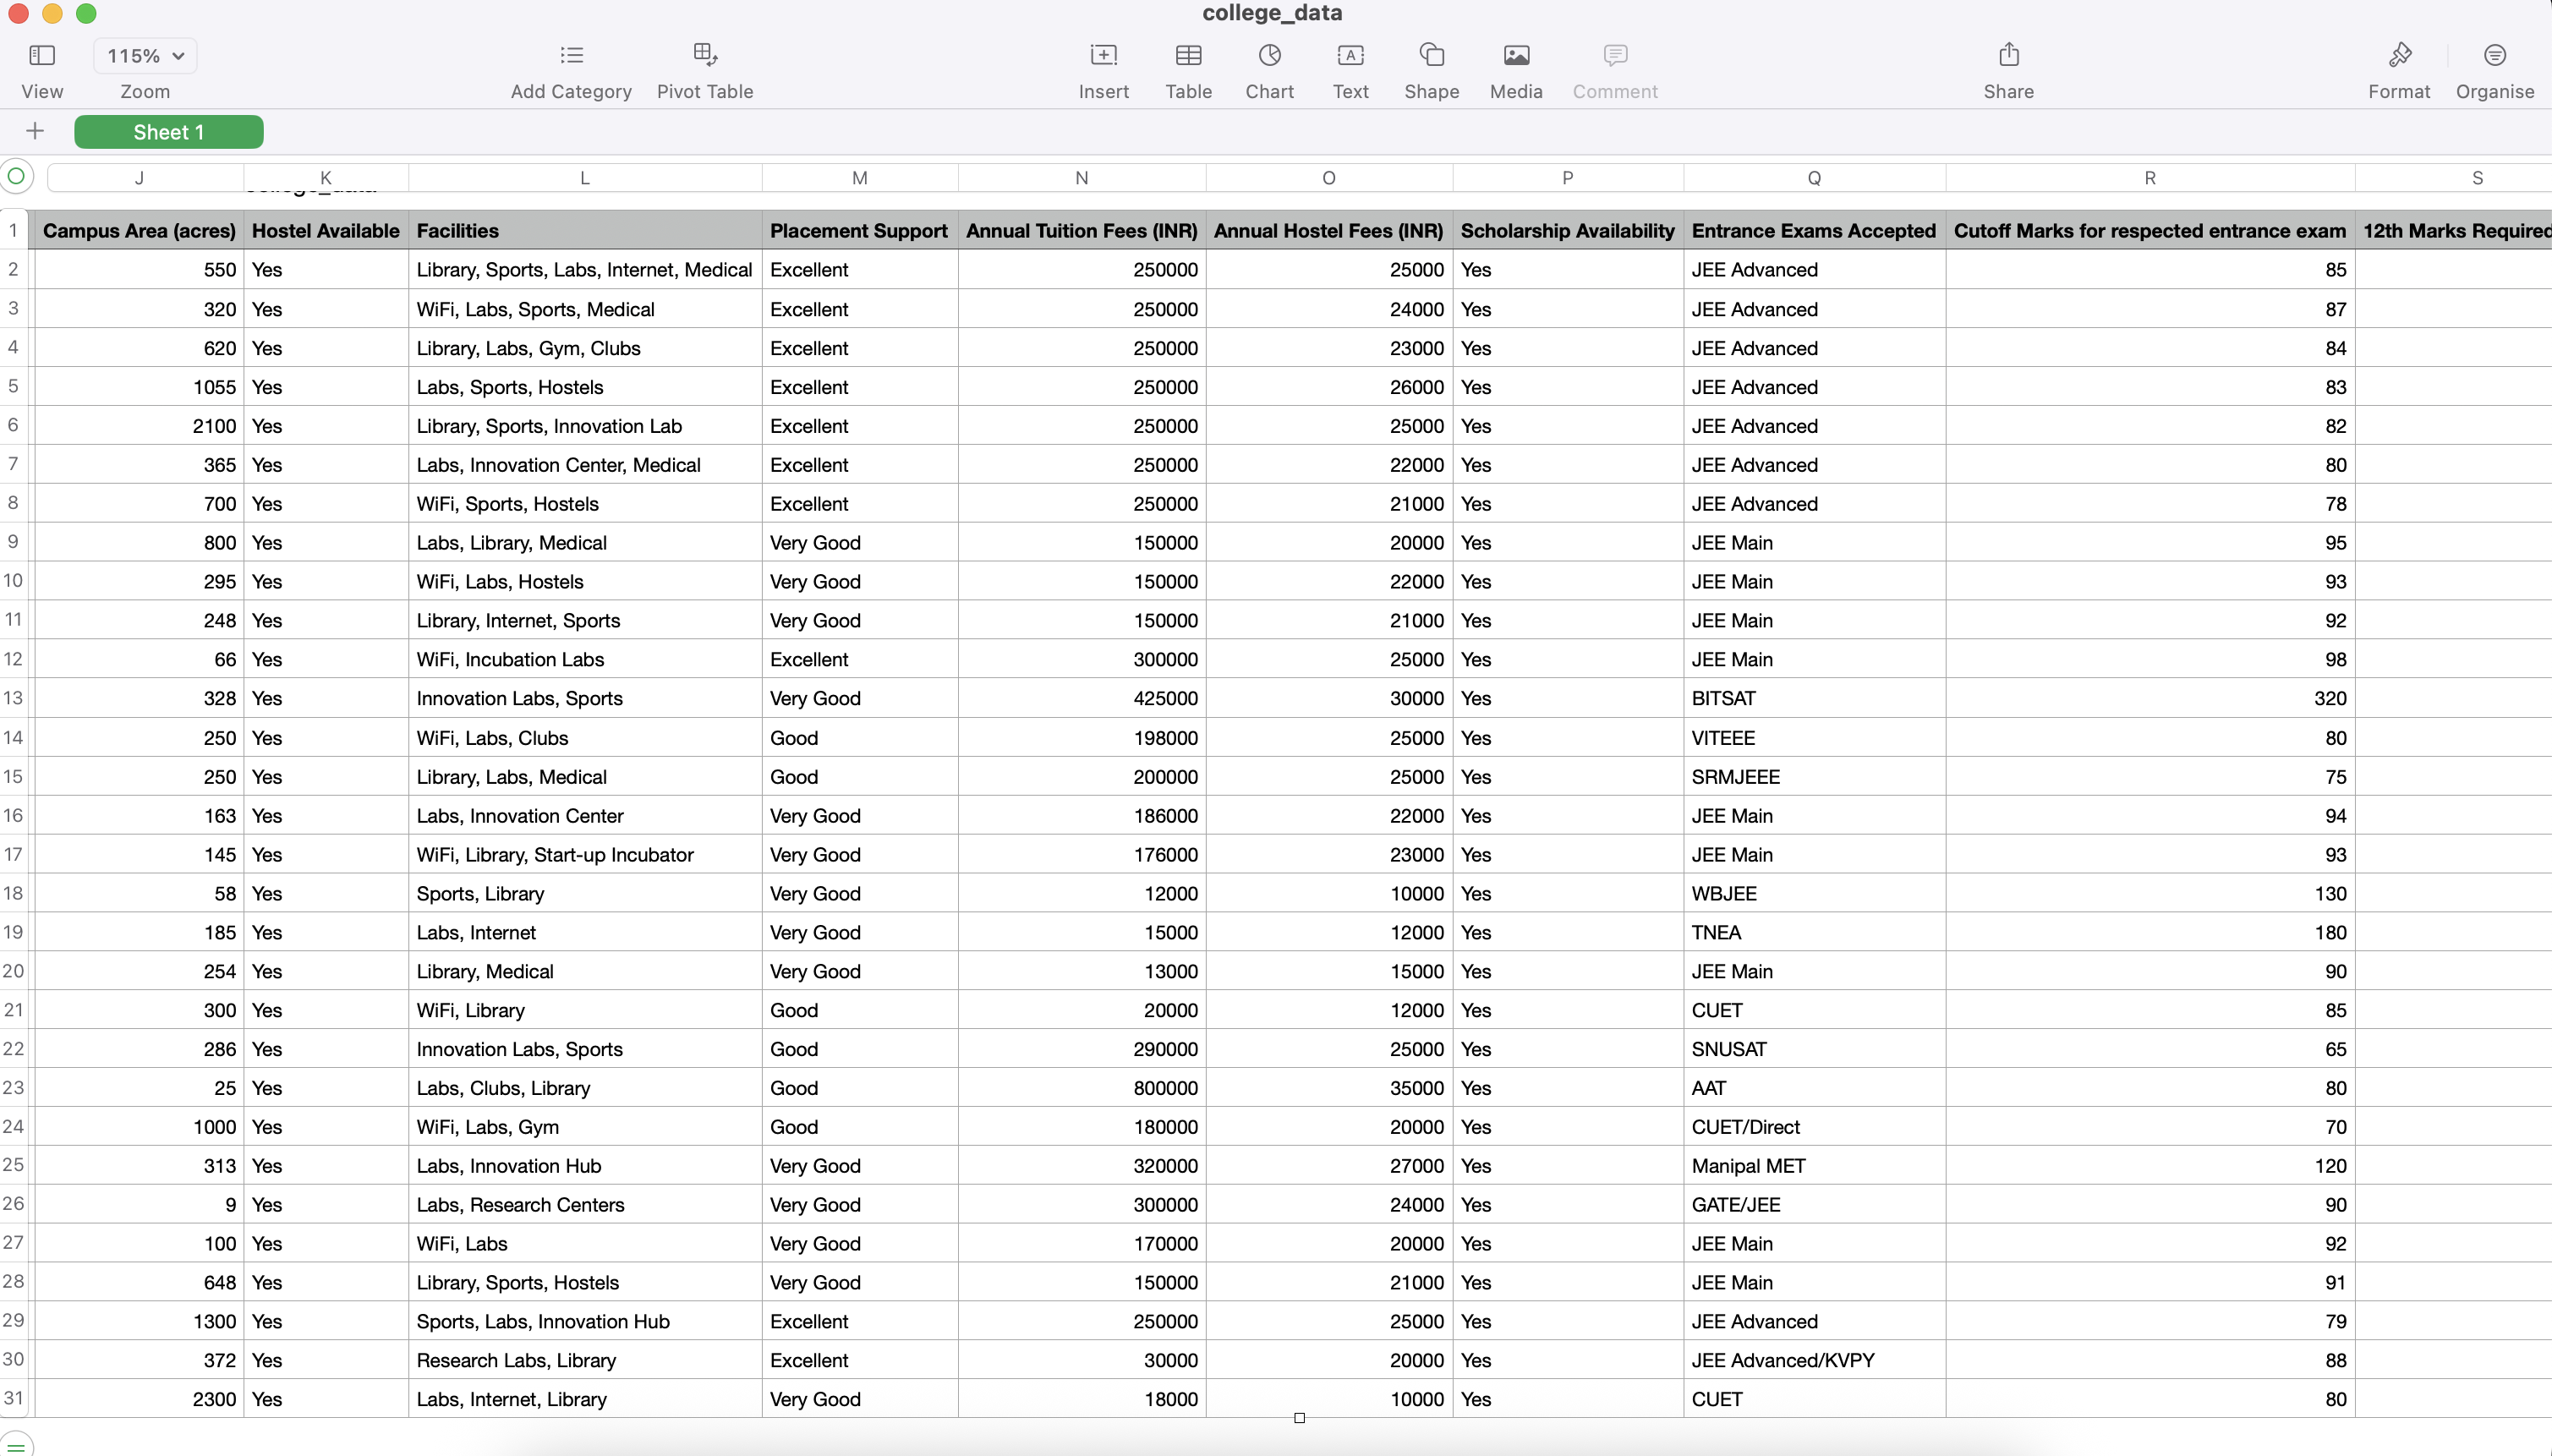 college_data
115%
View Zoom Add Category Pivot Table Insert Table Chart Text Shape Media Comment Share Format Organise
Sheet 1
J K L M N O P Q R S
1 Campus Area (acres) Hostel Available Facilities Placement Support Annual Tuition Fees (INR) Annual Hostel Fees (INR) Scholarship Availability Entrance Exams Accepted Cutoff Marks for respected entrance exam 12th Marks Required
2 550 Yes Library, Sports, Labs, Internet, Medical Excellent 250000 25000 Yes JEE Advanced 85
3 320 Yes WiFi, Labs, Sports, Medical Excellent 250000 24000 Yes JEE Advanced 87
4 620 Yes Library, Labs, Gym, Clubs Excellent 250000 23000 Yes JEE Advanced 84
5 1055 Yes Labs, Sports, Hostels Excellent 250000 26000 Yes JEE Advanced 83
6 2100 Yes Library, Sports, Innovation Lab Excellent 250000 25000 Yes JEE Advanced 82
7 365 Yes Labs, Innovation Center, Medical Excellent 250000 22000 Yes JEE Advanced 80
8 700 Yes WiFi, Sports, Hostels Excellent 250000 21000 Yes JEE Advanced 78
9 800 Yes Labs, Library, Medical Very Good 150000 20000 Yes JEE Main 95
10 295 Yes WiFi, Labs, Hostels Very Good 150000 22000 Yes JEE Main 93
11 248 Yes Library, Internet, Sports Very Good 150000 21000 Yes JEE Main 92
12 66 Yes WiFi, Incubation Labs Excellent 300000 25000 Yes JEE Main 98
13 328 Yes Innovation Labs, Sports Very Good 425000 30000 Yes BITSAT 320
14 250 Yes WiFi, Labs, Clubs Good 198000 25000 Yes VITEEE 80
15 250 Yes Library, Labs, Medical Good 200000 25000 Yes SRMJEEE 75
16 163 Yes Labs, Innovation Center Very Good 186000 22000 Yes JEE Main 94
17 145 Yes WiFi, Library, Start-up Incubator Very Good 176000 23000 Yes JEE Main 93
18 58 Yes Sports, Library Very Good 12000 10000 Yes WBJEE 130
19 185 Yes Labs, Internet Very Good 15000 12000 Yes TNEA 180
20 254 Yes Library, Medical Very Good 13000 15000 Yes JEE Main 90
21 300 Yes WiFi, Library Good 20000 12000 Yes CUET 85
22 286 Yes Innovation Labs, Sports Good 290000 25000 Yes SNUSAT 65
23 25 Yes Labs, Clubs, Library Good 800000 35000 Yes AAT 80
24 1000 Yes WiFi, Labs, Gym Good 180000 20000 Yes CUET/Direct 70
25 313 Yes Labs, Innovation Hub Very Good 320000 27000 Yes Manipal MET 120
26 9 Yes Labs, Research Centers Very Good 300000 24000 Yes GATE/JEE 90
27 100 Yes WiFi, Labs Very Good 170000 20000 Yes JEE Main 92
28 648 Yes Library, Sports, Hostels Very Good 150000 21000 Yes JEE Main 91
29 1300 Yes Sports, Labs, Innovation Hub Excellent 250000 25000 Yes JEE Advanced 79
30 372 Yes Research Labs, Library Excellent 30000 20000 Yes JEE Advanced/KVPY 88
31 2300 Yes Labs, Internet, Library Very Good 18000 10000 Yes CUET 80